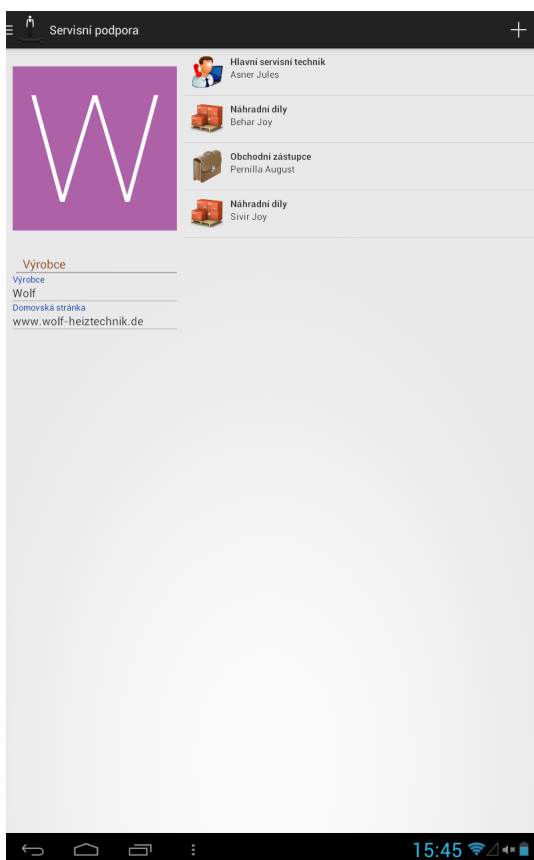 Servisní podpora
W
Hlavní servisní technik
Asner Jules
Náhradní díly
Behar Joy
Obchodní zástupce
Pernilla August
Náhradní díly
Sivir Joy
Výrobce
Výrobce
Wolf
Domovská stránka
www.wolf-heiztechnik.de
15:45